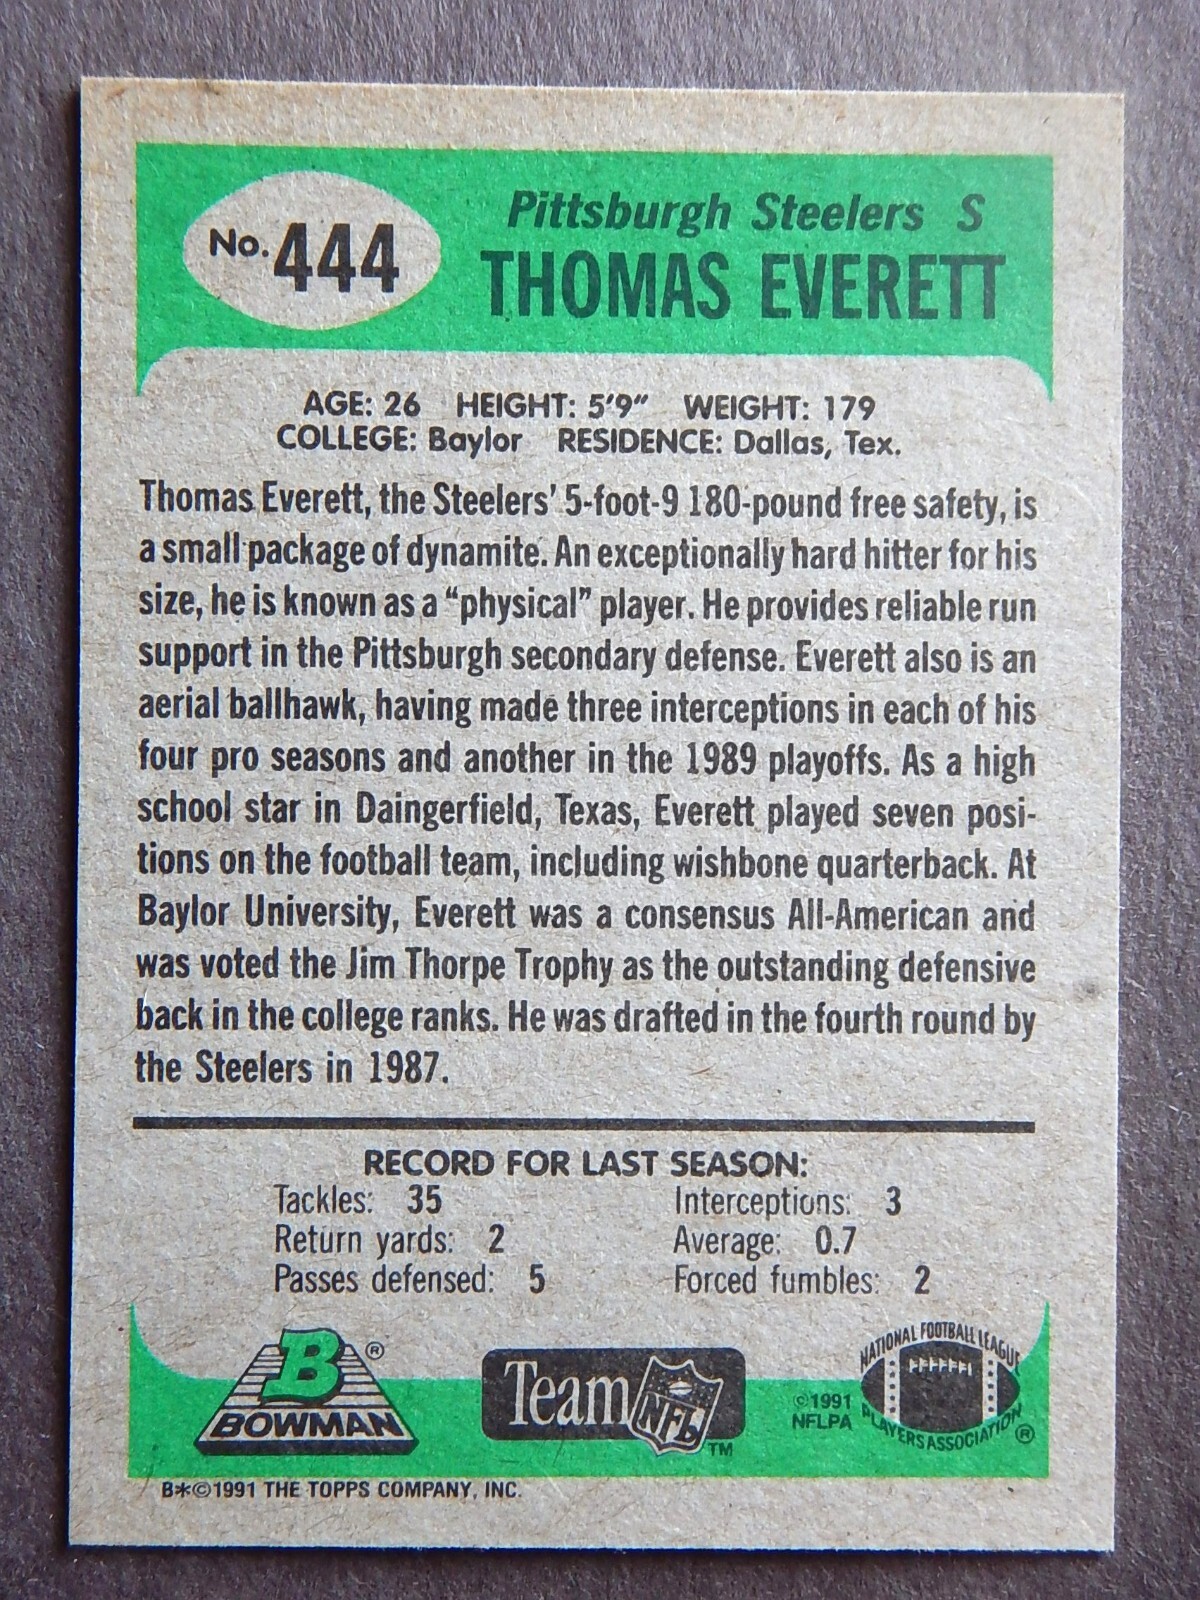 No. 444
Pittsburgh Steelers S
THOMAS EVERETT
AGE: 26 HEIGHT: 5'9" WEIGHT: 179
COLLEGE: Baylor RESIDENCE: Dallas, Tex.
Thomas Everett, the Steelers' 5-foot-9 180-pound free safety, is
a small package of dynamite. An exceptionally hard hitter for his
size, he is known as a "physical" player. He provides reliable run
support in the Pittsburgh secondary defense. Everett also is an
aerial ballhawk, having made three interceptions in each of his
four pro seasons and another in the 1989 playoffs. As a high
school star in Daingerfield, Texas, Everett played seven posi-
tions on the football team, including wishbone quarterback. At
Baylor University, Everett was a consensus All-American and
was voted the Jim Thorpe Trophy as the outstanding defensive
back in the college ranks. He was drafted in the fourth round by
the Steelers in 1987.
RECORD FOR LAST SEASON:
Tackles: 35 Interceptions: 3
Return yards: 2 Average: 0.7
Passes defensed: 5 Forced fumbles: 2
B ®
BOWMAN
Team NFL ™
©1991
NFLPA
NATIONAL FOOTBALL LEAGUE
PLAYERS ASSOCIATION ®
B*©1991 THE TOPPS COMPANY, INC.